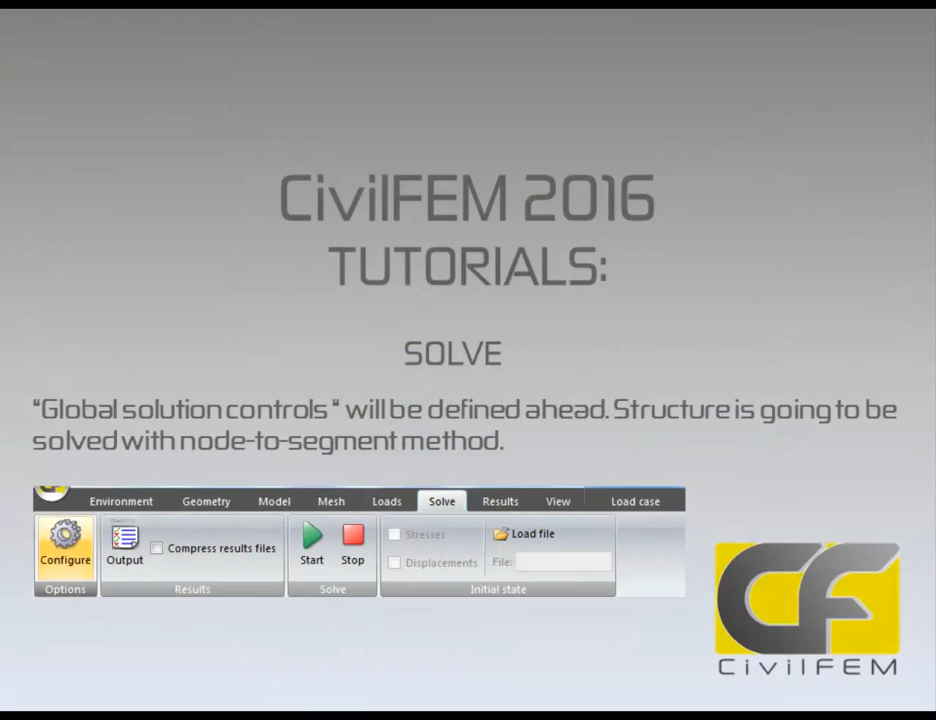 CivilFEM 2016
TUTORIALS:
SOLVE
“Global solution controls “ will be defined ahead. Structure is going to be
solved with node-to-segment method.
Environment Geometry Model Mesh Loads Solve Results View Load case
Configure
Options
Output
Compress results files
Results
Start Stop
Solve
Stresses
Displacements
Load file
File:
Initial state
CF
CivilFEM